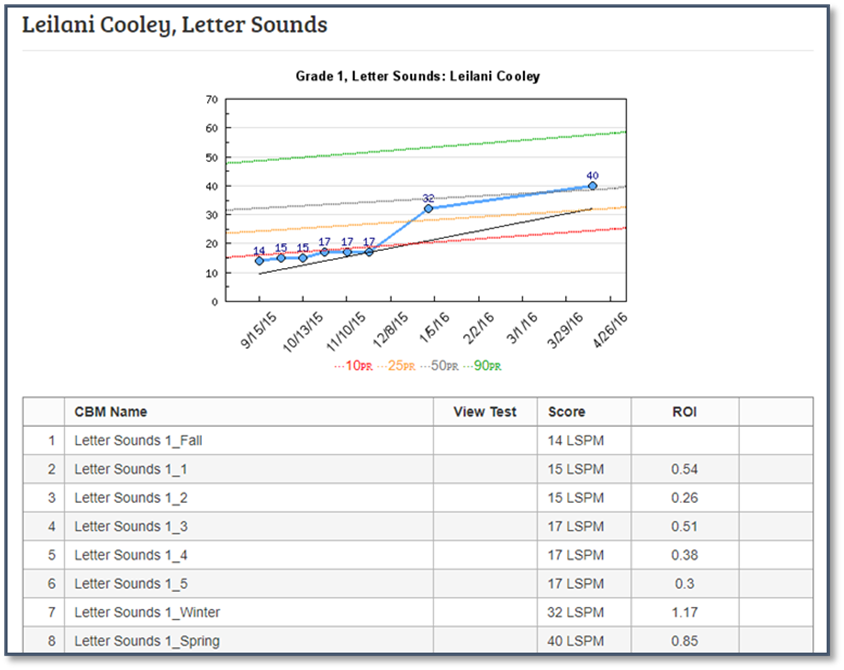 Leilani Cooley, Letter Sounds
Grade 1, Letter Sounds: Leilani Cooley
70
60
50
40
30
20
10
0
14 15 15 17 17 17 32 40
9/15/15 10/13/15 11/10/15 12/8/15 1/5/16 2/2/16 3/1/16 3/29/16 4/26/16
10PR 25PR 50PR 90PR
CBM Name View Test Score ROI
1 Letter Sounds 1_Fall 14 LSPM
2 Letter Sounds 1_1 15 LSPM 0.54
3 Letter Sounds 1_2 15 LSPM 0.26
4 Letter Sounds 1_3 17 LSPM 0.51
5 Letter Sounds 1_4 17 LSPM 0.38
6 Letter Sounds 1_5 17 LSPM 0.3
7 Letter Sounds 1_Winter 32 LSPM 1.17
8 Letter Sounds 1_Spring 40 LSPM 0.85